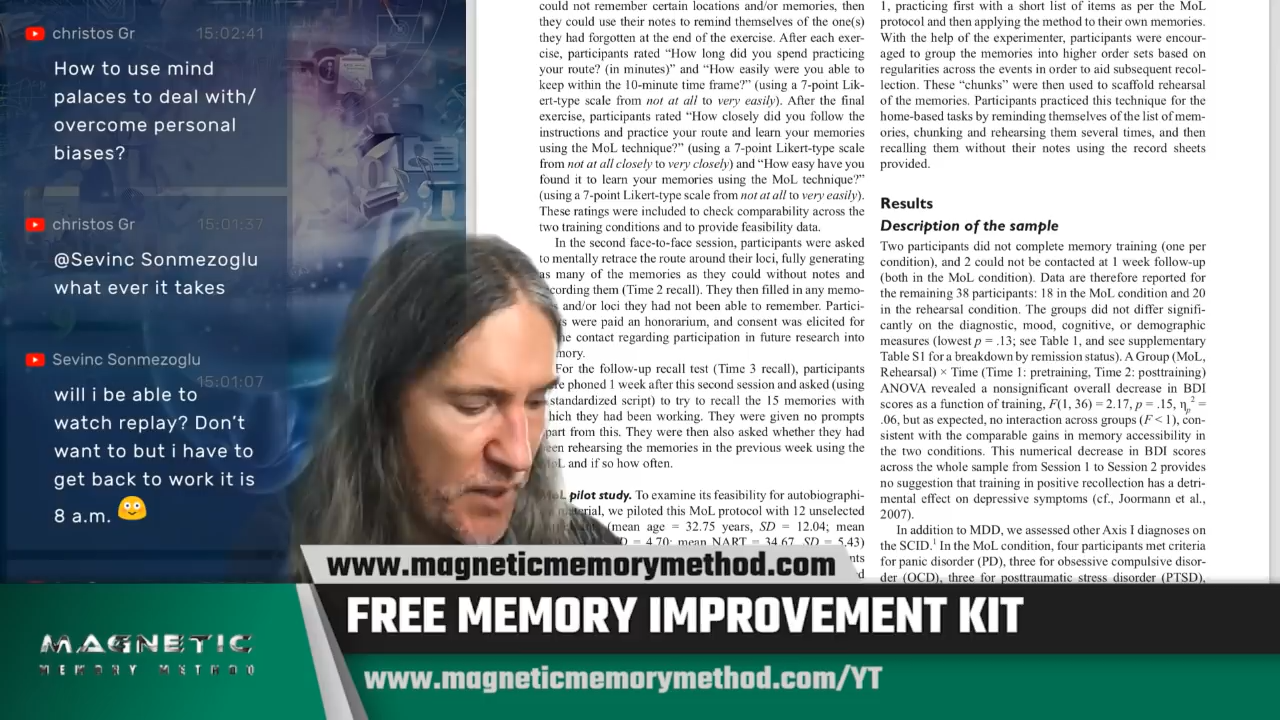 christos Gr
15:02:41
How to use mind
palaces to deal with/
overcome personal
biases?
christos Gr
15:01:37
@Sevinc Sonmezoglu
what ever it takes
Sevinc Sonmezoglu
15:01:07
will i be able to
watch replay? Don't
want to but i have to
get back to work it is
8 a.m.
could not remember certain locations and/or memories, then
they could use their notes to remind themselves of the one(s)
they had forgotten at the end of the exercise. After each exer-
cise, participants rated "How long did you spend practicing
your route? (in minutes)" and "How easily were you able to
keep within the 10-minute time frame?" (using a 7-point Lik-
ert-type scale from not at all to very easily). After the final
exercise, participants rated "How closely did you follow the
instructions and practice your route and learn your memories
using the MoL technique?" (using a 7-point Likert-type scale
from not at all closely to very closely) and "How easy have you
found it to learn your memories using the MoL technique?"
(using a 7-point Likert-type scale from not at all to very easily).
These ratings were included to check comparability across the
two training conditions and to provide feasibility data.
In the second face-to-face session, participants were asked
to mentally retrace the route around their loci, fully generating
as many of the memories as they could without notes and
cording them (Time 2 recall). They then filled in any memo-
and/or loci they had not been able to remember. Partici-
s were paid an honorarium, and consent was elicited for
contact regarding participation in future research into
mory.
For the follow-up recall test (Time 3 recall), participants
e phoned 1 week after this second session and asked (using
standardized script) to try to recall the 15 memories with
hich they had been working. They were given no prompts
part from this. They were then also asked whether they had
een rehearsing the memories in the previous week using the
and if so how often.
pilot study. To examine its feasibility for autobiographi-
material, we piloted this MoL protocol with 12 unselected
(mean age = 32.75 years, SD = 12.04; mean
= 4.70; mean NART = 34.67, SD = 5.43)
1, practicing first with a short list of items as per the MoL
protocol and then applying the method to their own memories.
With the help of the experimenter, participants were encour-
aged to group the memories into higher order sets based on
regularities across the events in order to aid subsequent recol-
lection. These "chunks" were then used to scaffold rehearsal
of the memories. Participants practiced this technique for the
home-based tasks by reminding themselves of the list of mem-
ories, chunking and rehearsing them several times, and then
recalling them without their notes using the record sheets
provided.
Results
Description of the sample
Two participants did not complete memory training (one per
condition), and 2 could not be contacted at 1 week follow-up
(both in the MoL condition). Data are therefore reported for
the remaining 38 participants: 18 in the MoL condition and 20
in the rehearsal condition. The groups did not differ signifi-
cantly on the diagnostic, mood, cognitive, or demographic
measures (lowest p = .13; see Table 1, and see supplementary
Table S1 for a breakdown by remission status). A Group (MoL,
Rehearsal) × Time (Time 1: pretraining, Time 2: posttraining)
ANOVA revealed a nonsignificant overall decrease in BDI
scores as a function of training, F(1, 36) = 2.17, p = .15, ηp² =
.06, but as expected, no interaction across groups (F < 1), con-
sistent with the comparable gains in memory accessibility in
the two conditions. This numerical decrease in BDI scores
across the whole sample from Session 1 to Session 2 provides
no suggestion that training in positive recollection has a detri-
mental effect on depressive symptoms (cf., Joormann et al.,
2007).
In addition to MDD, we assessed other Axis I diagnoses on
the SCID.¹ In the MoL condition, four participants met criteria
for panic disorder (PD), three for obsessive compulsive disor-
der (OCD), three for posttraumatic stress disorder (PTSD),
www.magneticmemorymethod.com
FREE MEMORY IMPROVEMENT KIT
MAGNETIC
MEMORY METHOD
www.magneticmemorymethod.com/YT